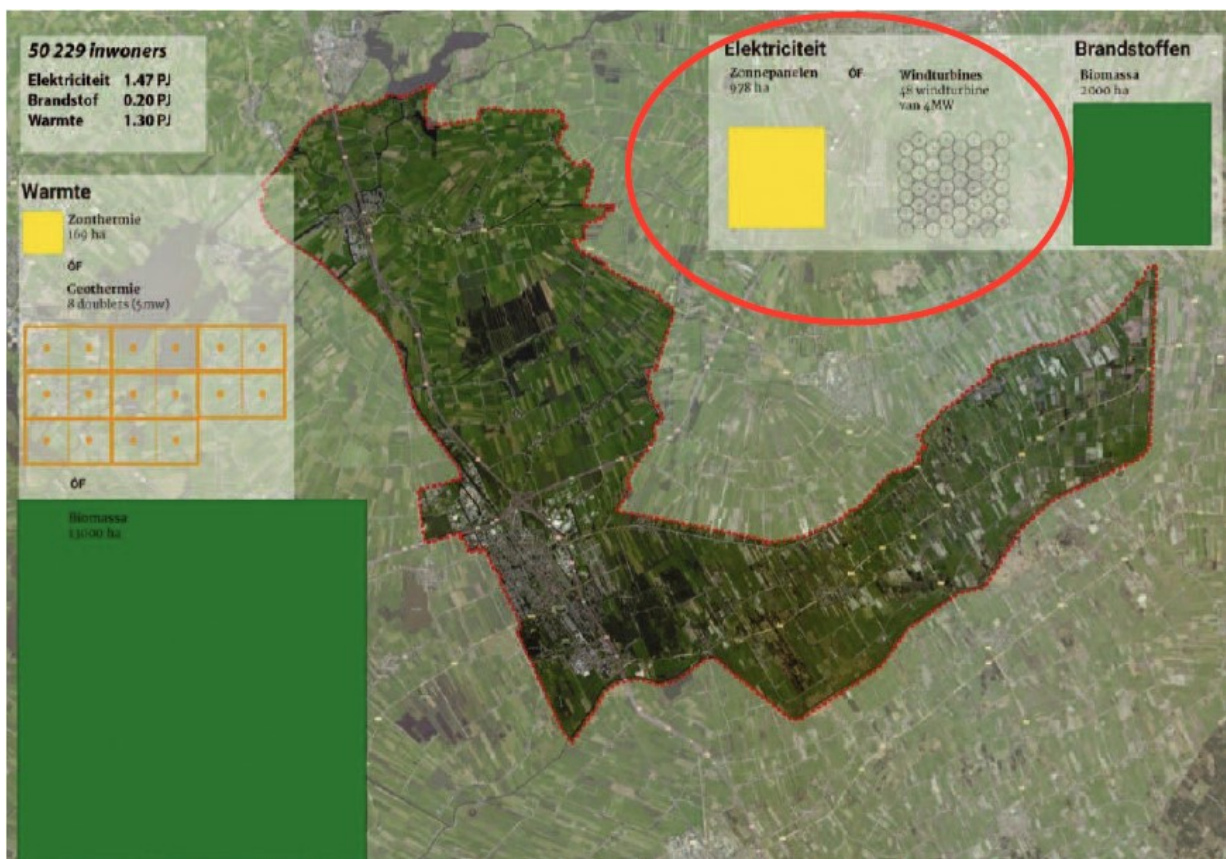 50 229 inwoners
Elektriciteit 1.47 PJ
Brandstof 0.20 PJ
Warmte 1.30 PJ
Warmte
Zonthermie
169 ha
ÓF
Geothermie
8 doublets (5mw)
ÓF
Biomassa
13000 ha
Elektriciteit
Zonnepanelen
978 ha
ÓF
Windturbines
48 windturbine
van 4MW
Brandstoffen
Biomassa
2000 ha